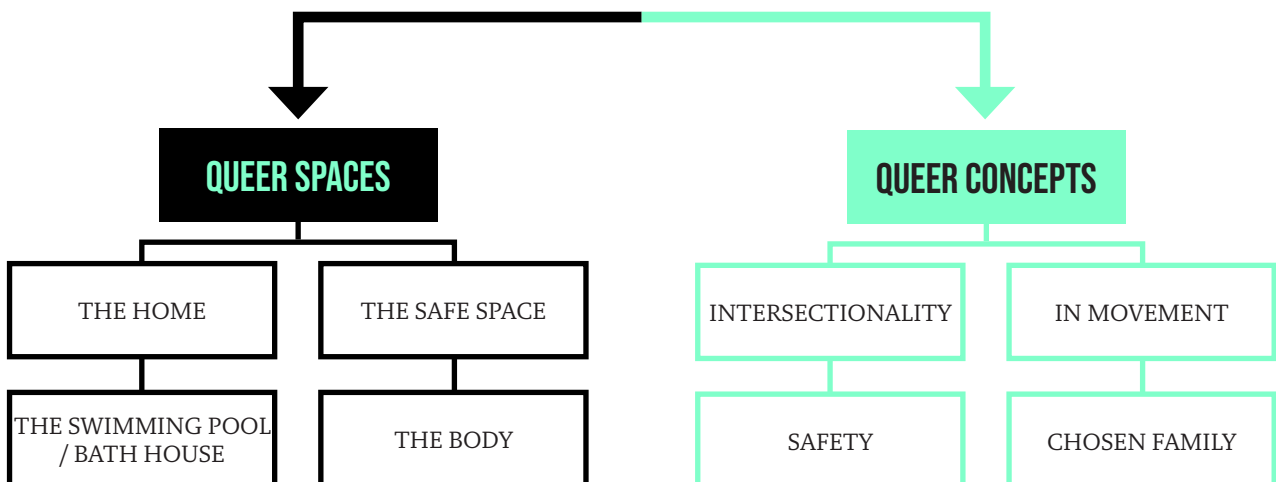 QUEER SPACES
THE HOME
THE SAFE SPACE
THE SWIMMING POOL
/ BATH HOUSE
THE BODY
QUEER CONCEPTS
INTERSECTIONALITY
IN MOVEMENT
SAFETY
CHOSEN FAMILY